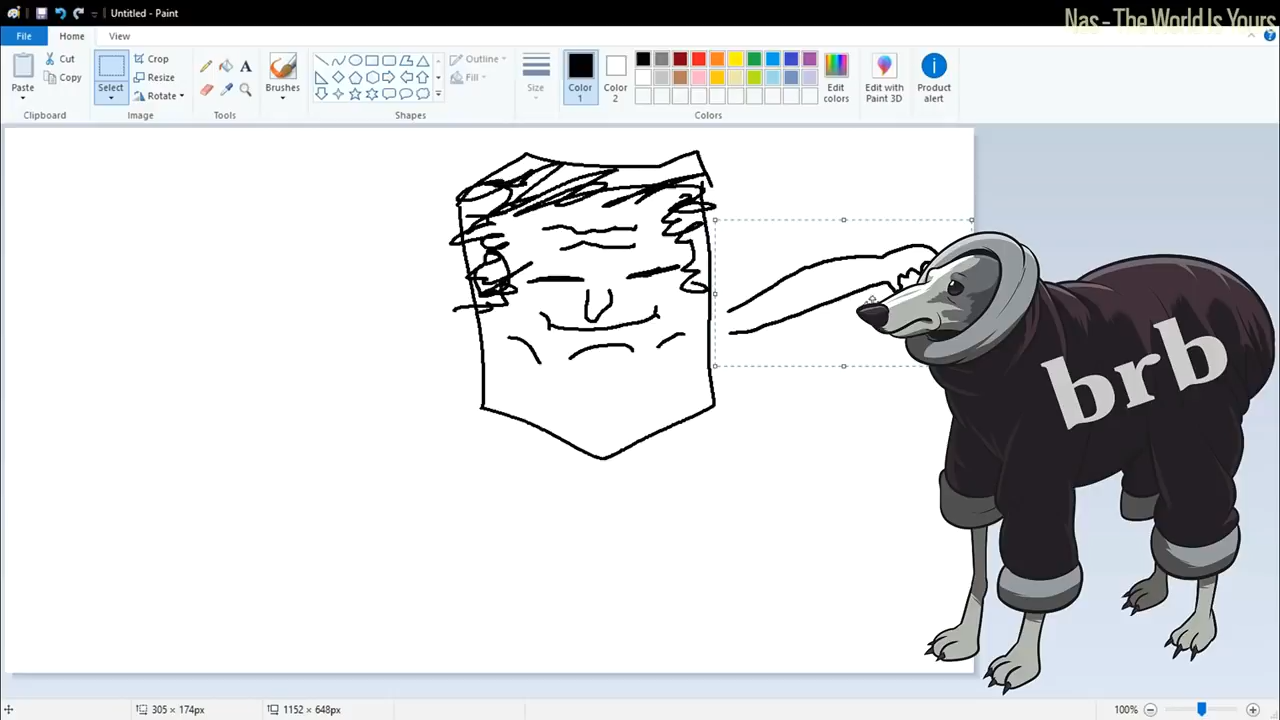 Untitled - Paint
Nas - The World Is Yours
File
Home
View
Paste
Cut
Copy
Clipboard
Select
Crop
Resize
Rotate
Image
A
Tools
Brushes
Outline
Fill
Shapes
Size
Color
1
Color
2
Edit
colors
Colors
Edit with
Paint 3D
Product
alert
brb
305 × 174px
1152 × 648px
100%